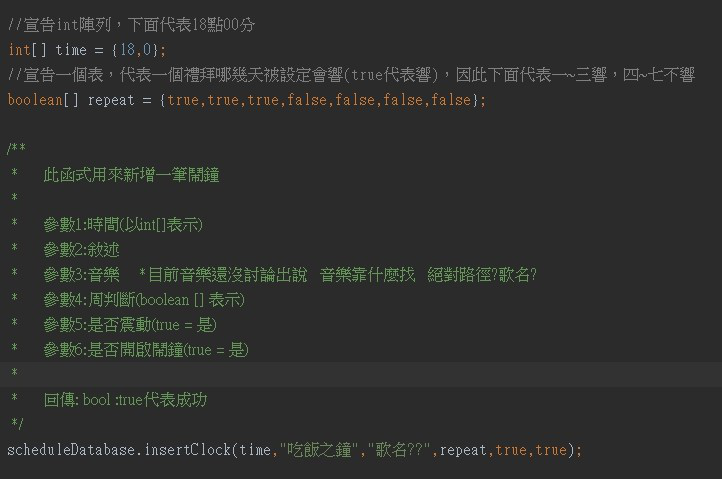 //宣告int陣列，下面代表18點00分
int[] time = {18,0};
//宣告一個表，代表一個禮拜哪幾天被設定會響(true代表響)，因此下面代表一~三響，四~七不響
boolean[] repeat = {true,true,true,false,false,false,false};
/**
* 此函式用來新增一筆鬧鐘
*
* 參數1:時間(以int[]表示)
* 參數2:敘述
* 參數3:音樂 *目前音樂還沒討論出說 音樂靠什麼找 絕對路徑?歌名?
* 參數4:周判斷(boolean [] 表示)
* 參數5:是否震動(true = 是)
* 參數6:是否開啟鬧鐘(true = 是)
*
* 回傳: bool :true代表成功
*/
scheduleDatabase.insertClock(time,"吃飯之鐘","歌名??",repeat,true,true);